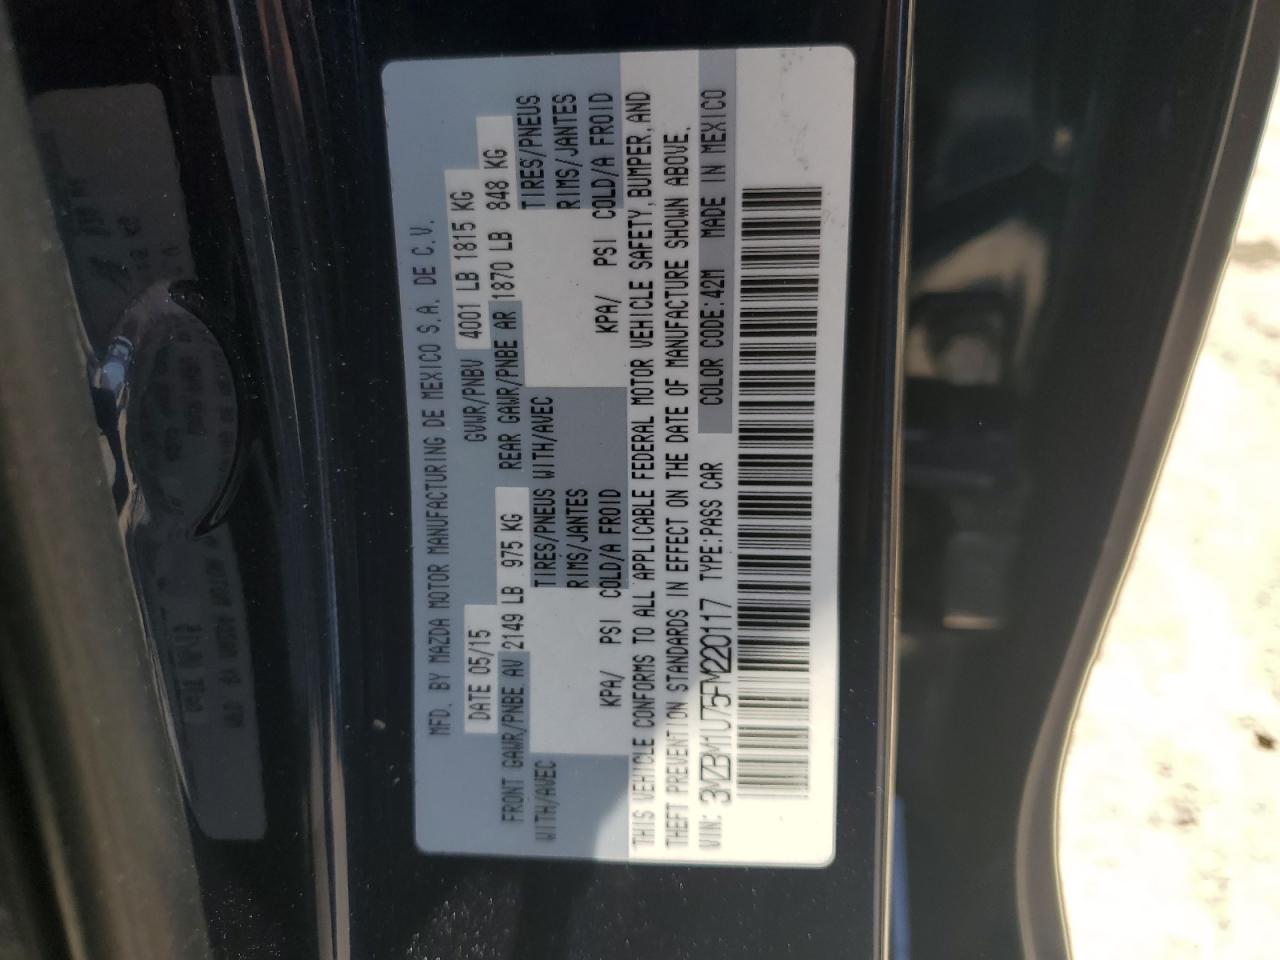 MFD. BY MAZDA MOTOR MANUFACTURING DE MEXICO S.A. DE C.V.
DATE 05/15 GVWR/PNBV 4001 LB 1815 KG
FRONT GAWR/PNBE AV 2149 LB 975 KG REAR GAWR/PNBE AR 1870 LB 848 KG
WITH/AVEC TIRES/PNEUS WITH/AVEC TIRES/PNEUS
RIMS/JANTES RIMS/JANTES
KPA/ PSI COLD/A FROID KPA/ PSI COLD/A FROID
THIS VEHICLE CONFORMS TO ALL APPLICABLE FEDERAL MOTOR VEHICLE SAFETY, BUMPER, AND
THEFT PREVENTION STANDARDS IN EFFECT ON THE DATE OF MANUFACTURE SHOWN ABOVE.
VIN: 3MZBM1U75FM220117 TYPE:PASS CAR COLOR CODE:42M MADE IN MEXICO